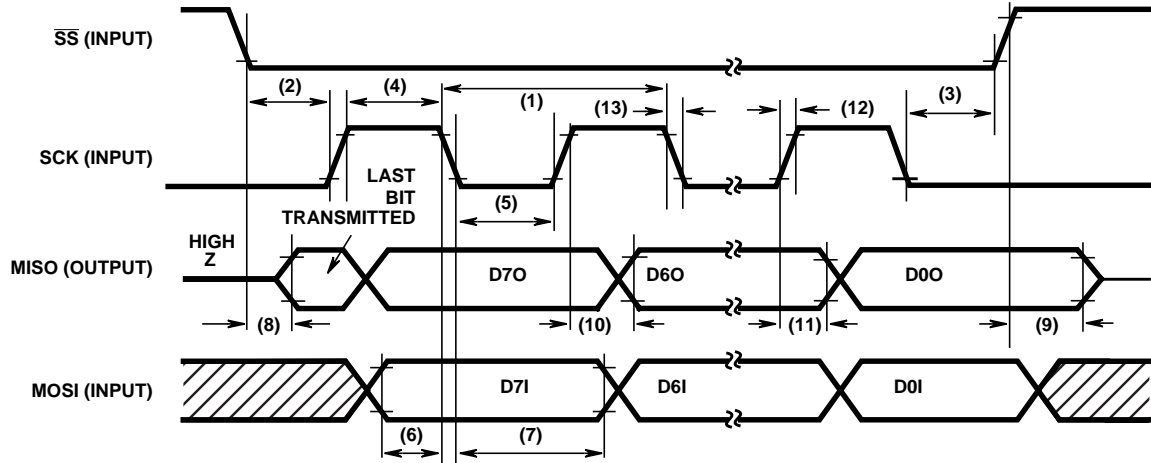 SS (INPUT)
(2)
(4)
(1)
(13)
(12)
(3)
SCK (INPUT)
LAST
BIT
TRANSMITTED
(5)
HIGH
Z
MISO (OUTPUT)
D7O
D6O
D0O
(8)
(10)
(11)
(9)
MOSI (INPUT)
D7I
D6I
D0I
(6)
(7)